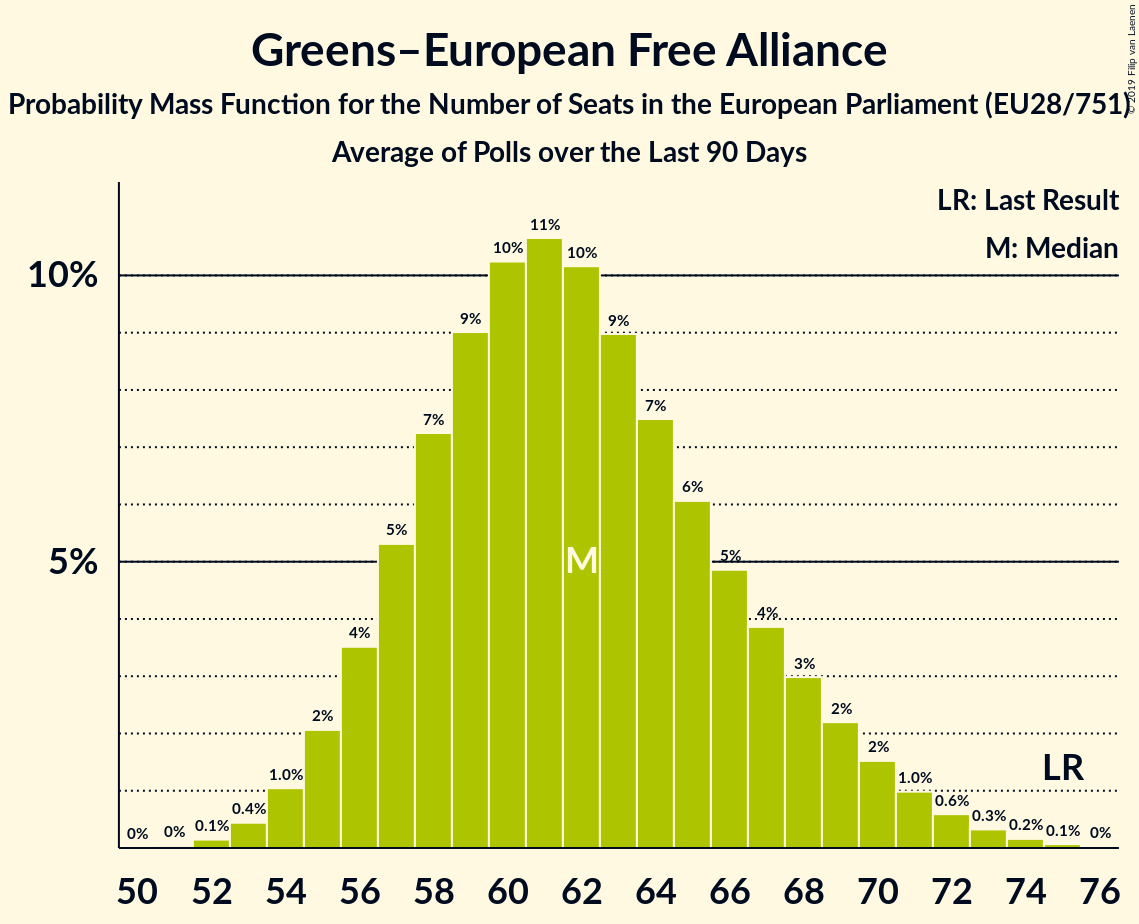 Greens–European Free Alliance
Probability Mass Function for the Number of Seats in the European Parliament (EU28/751)
Average of Polls over the Last 90 Days
© 2019 Filip van Laenen
LR: Last Result
M: Median
10%
5%
0% 0% 0.1% 0.4% 1.0% 2% 4% 5% 7% 9% 10% 11% 10% 9% 7% 6% 5% 4% 3% 2% 2% 1.0% 0.6% 0.3% 0.2% 0.1% 0%
M
LR
50 52 54 56 58 60 62 64 66 68 70 72 74 76